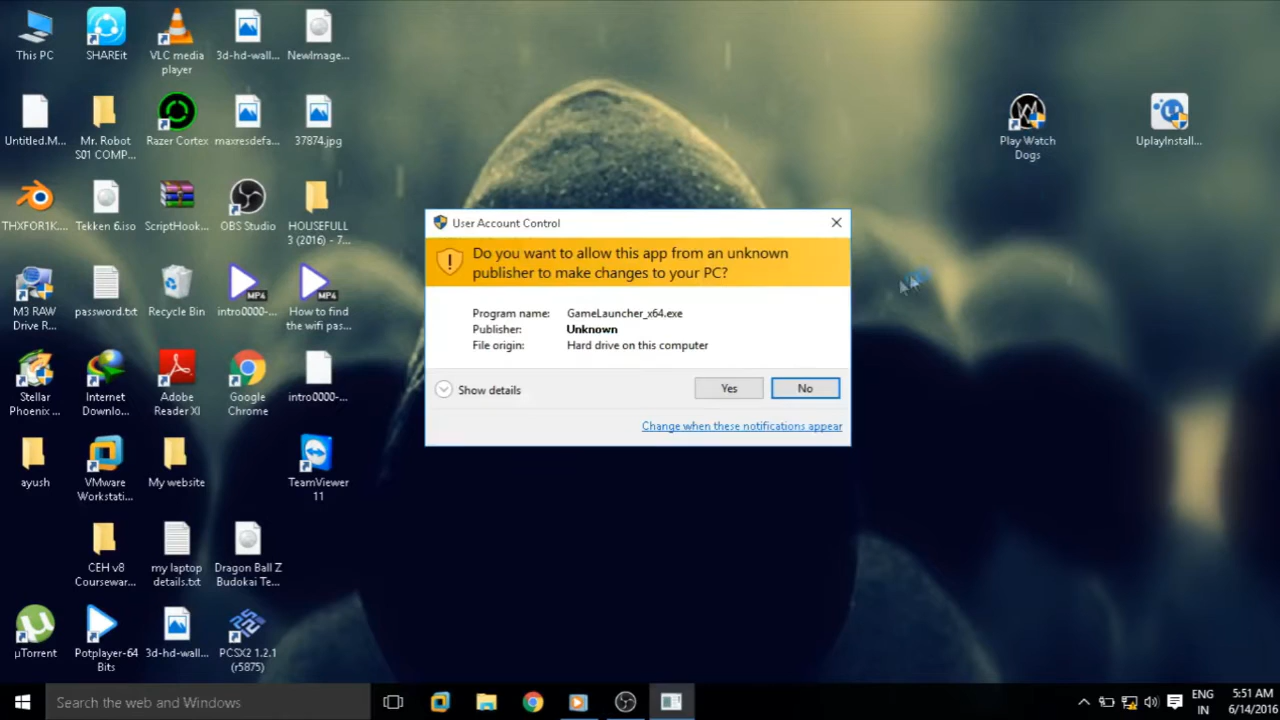 This PC
SHAREit
VLC media
player
3d-hd-wall...
NewImage...
Untitled.M...
Mr. Robot
S01 COMP...
Razer Cortex
maxresdefa...
37874.jpg
Play Watch
Dogs
UplayInstall...
THXFOR1K...
Tekken 6.iso
ScriptHook...
OBS Studio
HOUSEFULL
3 (2016) - 7...
M3 RAW
Drive R...
password.txt
Recycle Bin
MP4
intro0000-...
MP4
How to find
the wifi pas...
Stellar
Phoenix ...
Internet
Downlo...
Adobe
Reader XI
Google
Chrome
intro0000-...
ayush
VMware
Workstati...
My website
TeamViewer
11
CEH v8
Coursewar...
my laptop
details.txt
Dragon Ball Z
Budokai Te...
µTorrent
Potplayer-64
Bits
3d-hd-wall...
PCSX2 1.2.1
(r5875)
User Account Control
Do you want to allow this app from an unknown
publisher to make changes to your PC?
Program name: GameLauncher_x64.exe
Publisher: Unknown
File origin: Hard drive on this computer
Show details
Yes
No
Change when these notifications appear
Search the web and Windows
ENG
IN
5:51 AM
6/14/2016